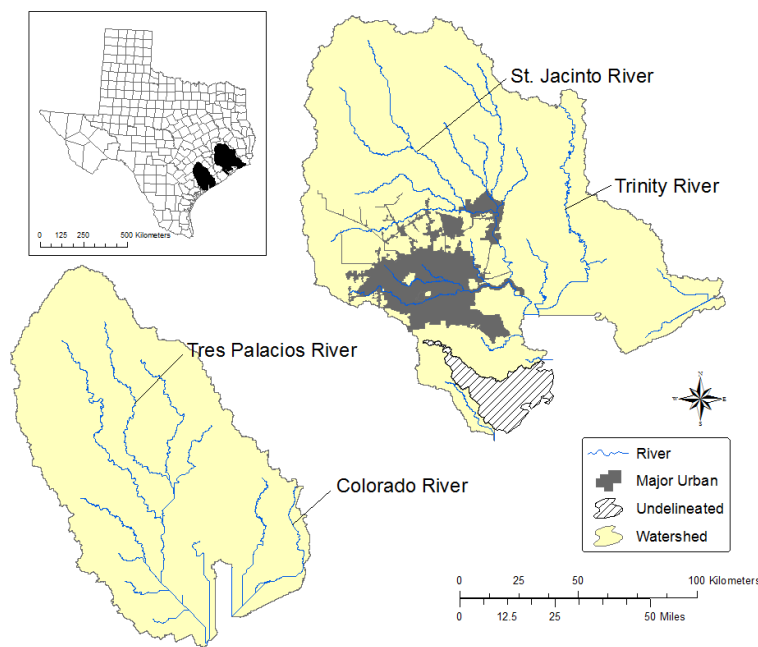 St. Jacinto River
Trinity River
0 125 250 500 Kilometers
Tres Palacios River
Colorado River
N
W E
S
River
Major Urban
Undelineated
Watershed
0 25 50 100 Kilometers
0 12.5 25 50 Miles